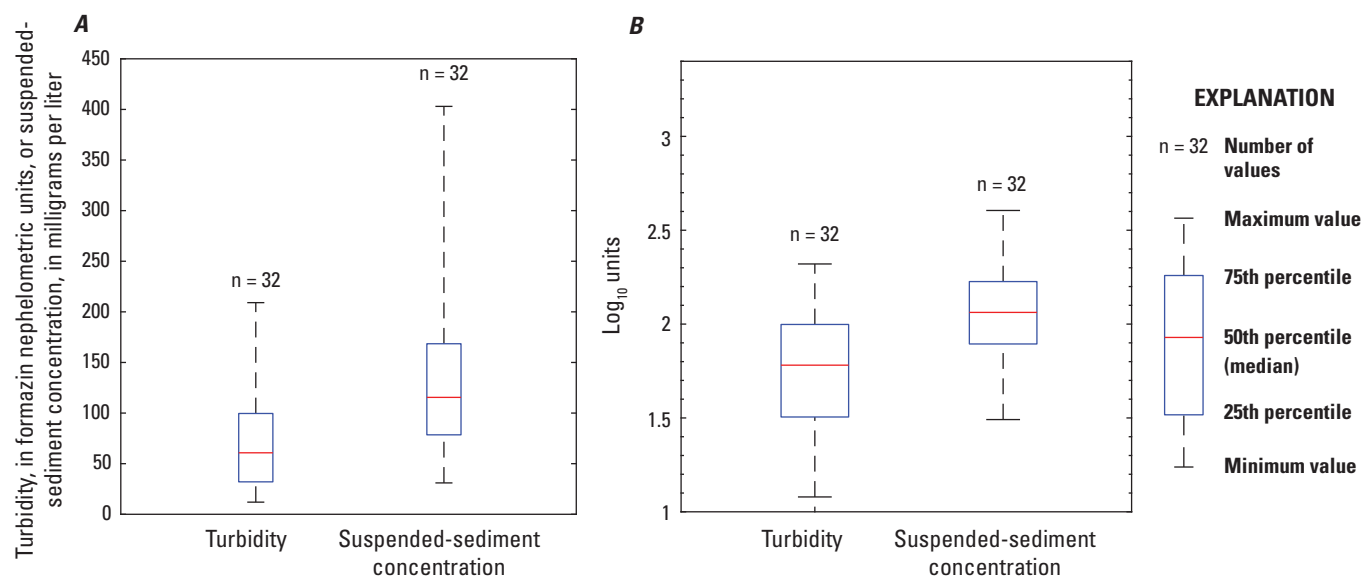 A
Turbidity, in formazin nephelometric units, or suspended-
sediment concentration, in milligrams per liter
450
400
350
300
250
200
150
100
50
0
n = 32
n = 32
Turbidity
Suspended-sediment
concentration
B
Log10 units
3
2.5
2
1.5
1
n = 32
n = 32
Turbidity
Suspended-sediment
concentration
EXPLANATION
n = 32 Number of
values
Maximum value
75th percentile
50th percentile
(median)
25th percentile
Minimum value